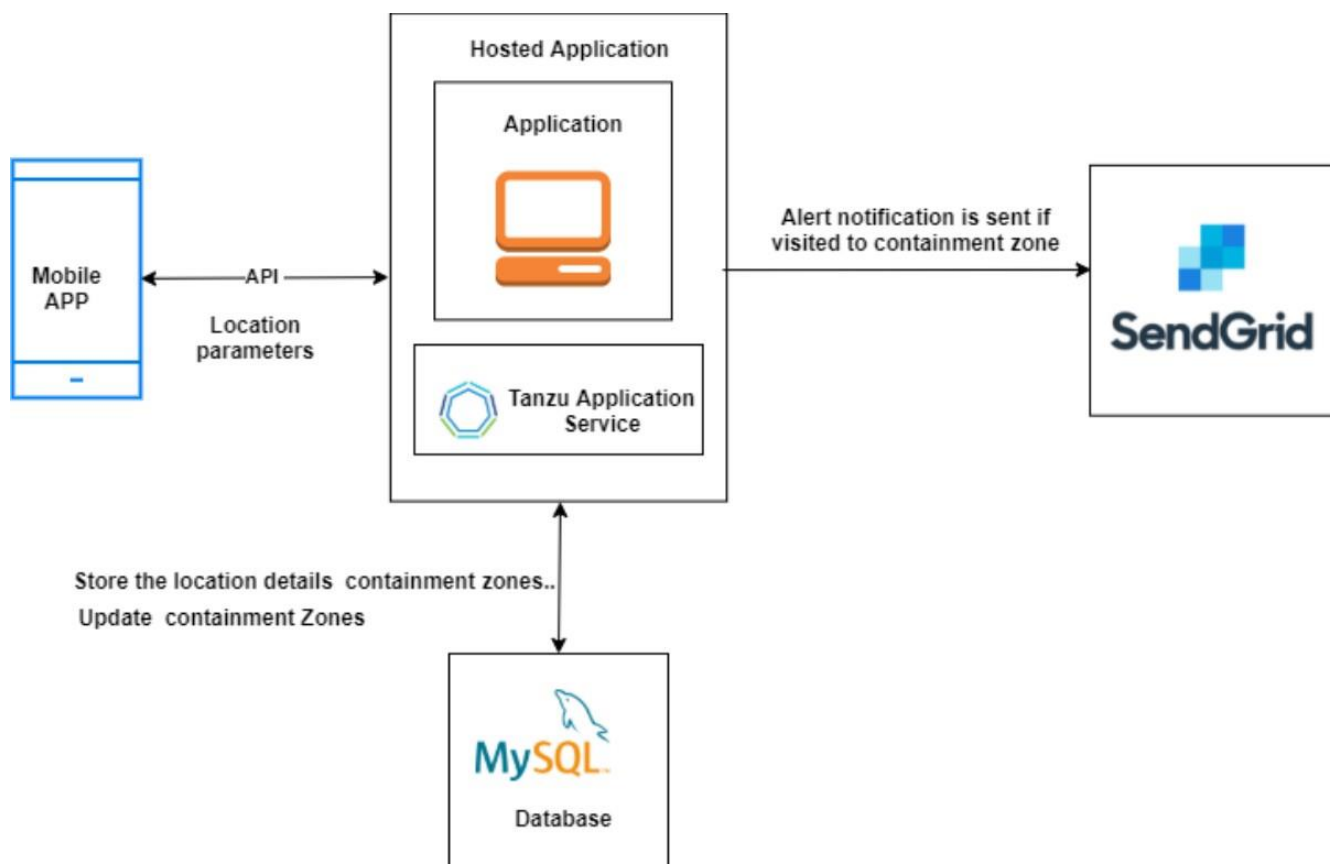 Hosted Application
Application
Mobile
APP
API
Location
parameters
Tanzu Application
Service
Alert notification is sent if
visited to containment zone
SendGrid
Store the location details  containment zones..
Update  containment Zones
MySQL
Database